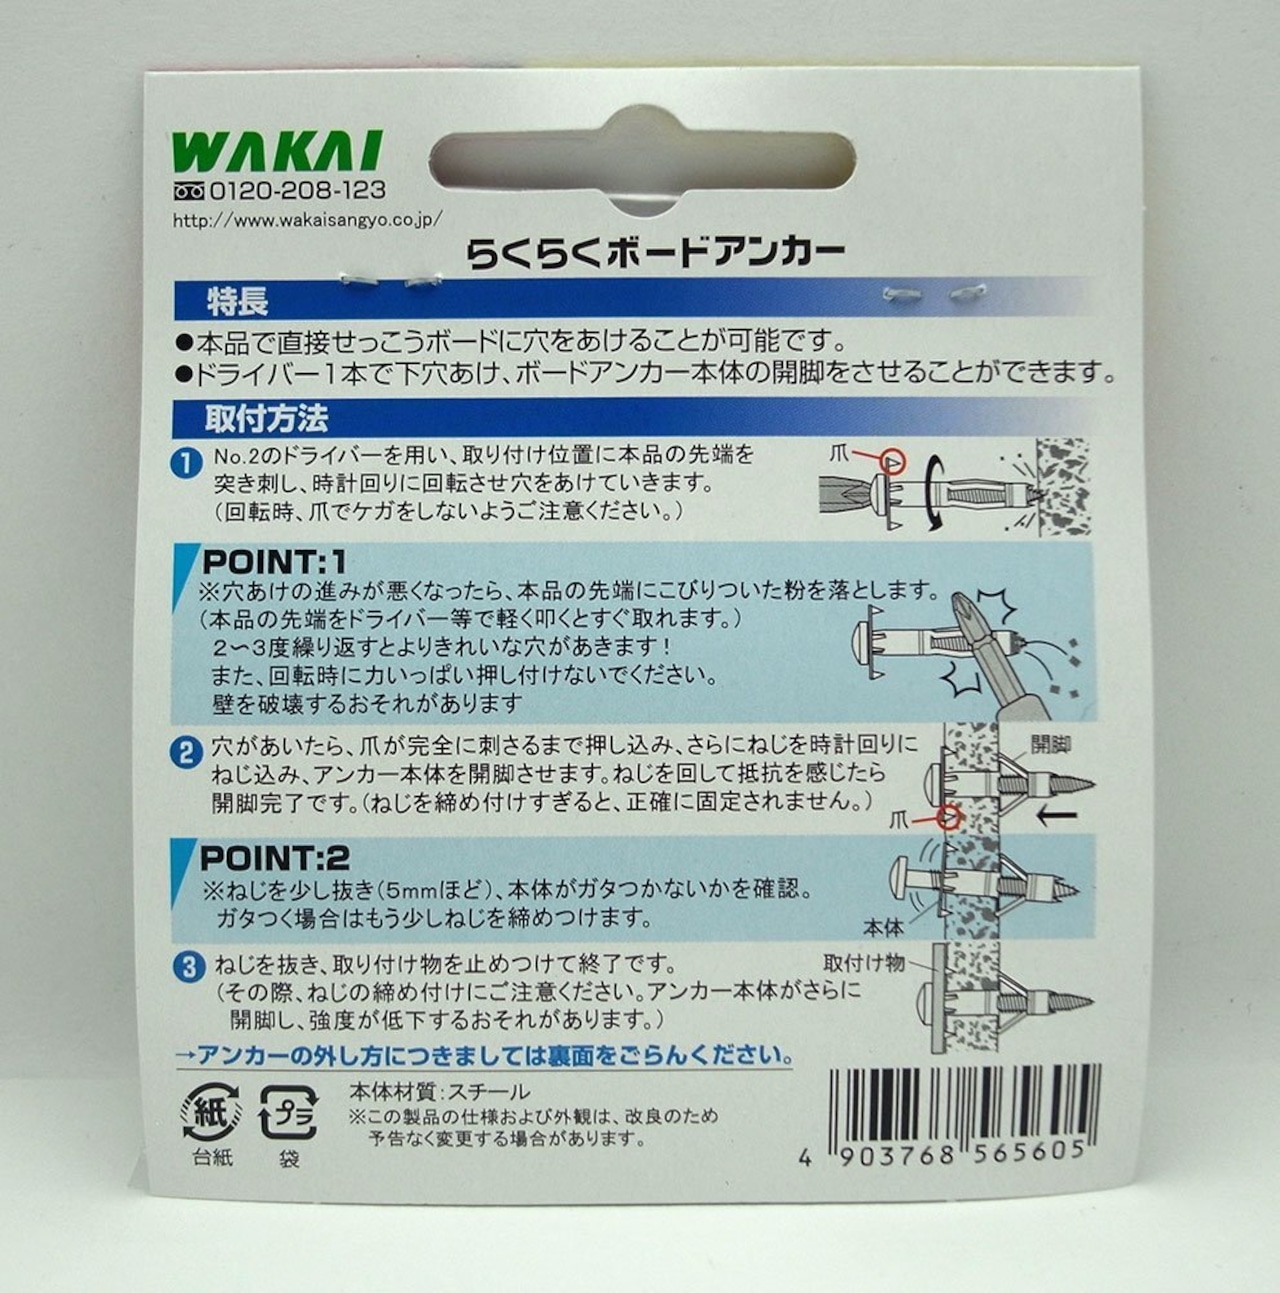 WAKAI
0120-208-123
http://www.wakaisangyo.co.jp/
らくらくボードアンカー
特長
●本品で直接せっこうボードに穴をあけることが可能です。
●ドライバー1本で下穴あけ、ボードアンカー本体の開脚をさせることができます。
取付方法
1 No.2のドライバーを用い、取り付け位置に本品の先端を
突き刺し、時計回りに回転させ穴をあけていきます。
(回転時、爪でケガをしないようご注意ください。)
爪
POINT:1
※穴あけの進みが悪くなったら、本品の先端にこびりついた粉を落とします。
(本品の先端をドライバー等で軽く叩くとすぐ取れます。)
2〜3度繰り返すとよりきれいな穴があきます!
また、回転時に力いっぱい押し付けないでください。
壁を破壊するおそれがあります
2 穴があいたら、爪が完全に刺さるまで押し込み、さらにねじを時計回りに
ねじ込み、アンカー本体を開脚させます。ねじを回して抵抗を感じたら
開脚完了です。(ねじを締め付けすぎると、正確に固定されません。)
開脚
爪
POINT:2
※ねじを少し抜き(5mmほど)、本体がガタつかないかを確認。
ガタつく場合はもう少しねじを締めつけます。
本体
3 ねじを抜き、取り付け物を止めつけて終了です。
(その際、ねじの締め付けにご注意ください。アンカー本体がさらに
開脚し、強度が低下するおそれがあります。)
取付け物
→アンカーの外し方につきましては裏面をごらんください。
紙
台紙
プラ
袋
本体材質:スチール
※この製品の仕様および外観は、改良のため
予告なく変更する場合があります。
4 903768 565605